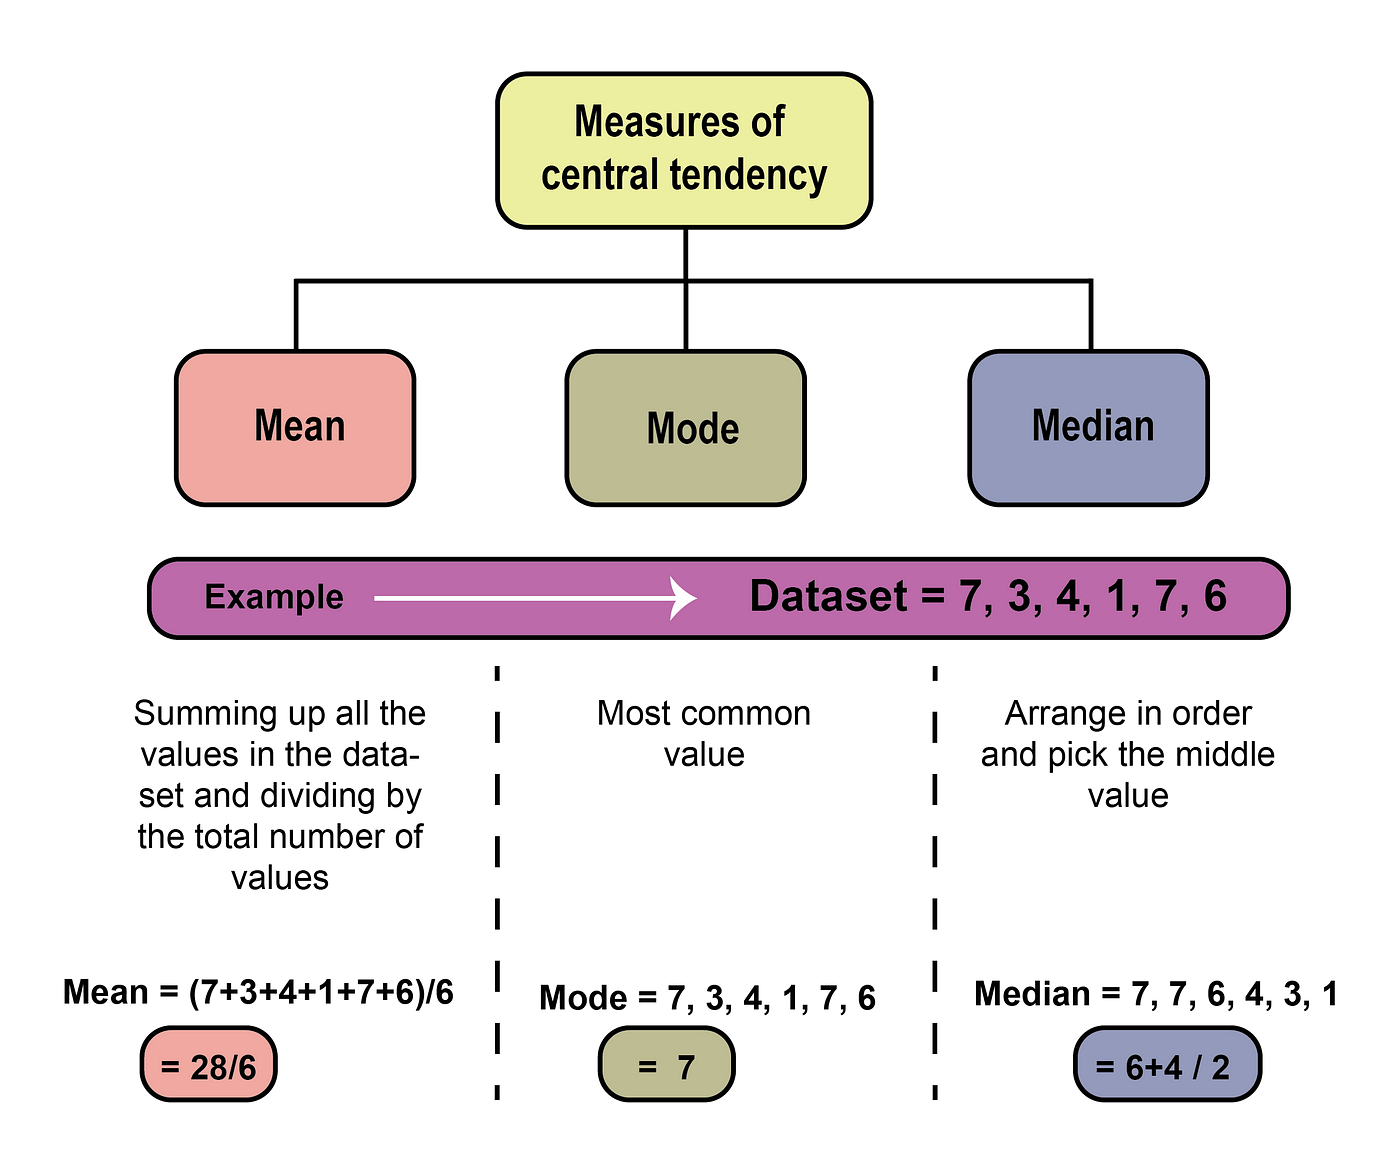 Measures of
central tendency
Mean
Mode
Median
Example
Dataset = 7, 3, 4, 1, 7, 6
Summing up all the
values in the data-
set and dividing by
the total number of
values
Mean = (7+3+4+1+7+6)/6
= 28/6
Most common
value
Mode = 7, 3, 4, 1, 7, 6
= 7
Arrange in order
and pick the middle
value
Median = 7, 7, 6, 4, 3, 1
= 6+4 / 2